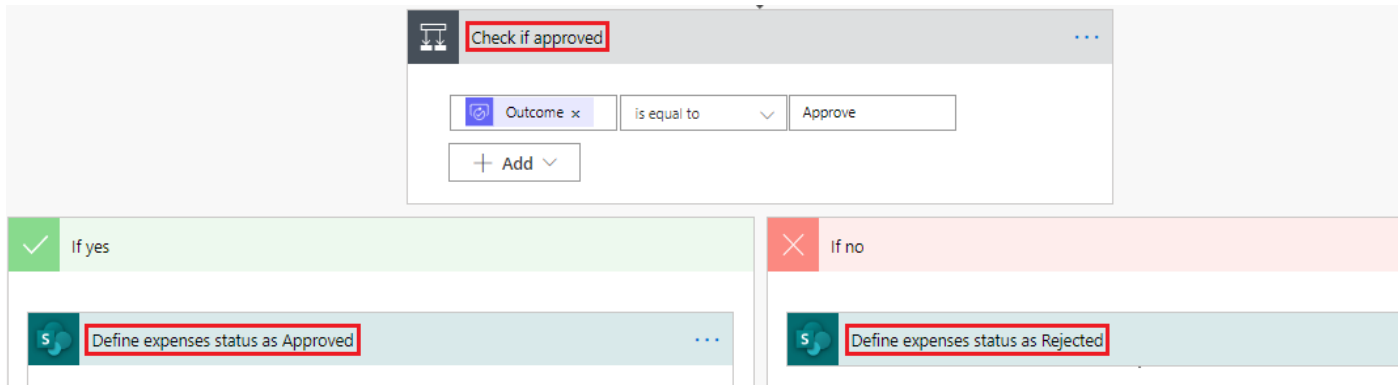 Check if approved
Outcome is equal to Approve
Add
If yes
If no
Define expenses status as Approved
Define expenses status as Rejected